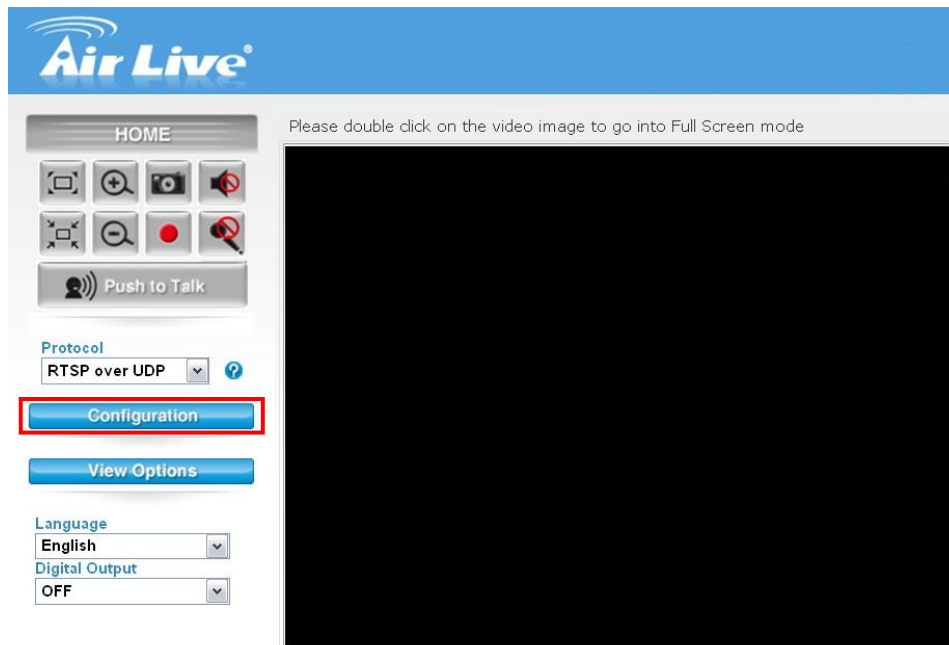 Air Live®
HOME
Please double click on the video image to go into Full Screen mode
Push to Talk
Protocol
RTSP over UDP
?
Configuration
View Options
Language
English
Digital Output
OFF